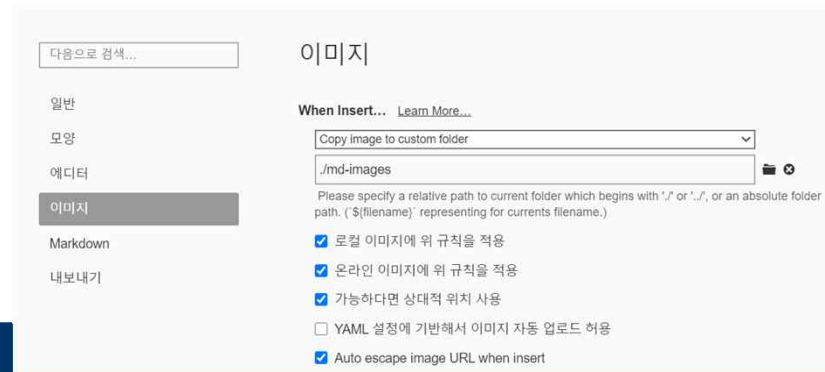 다음으로 검색...
이미지
일반
모양
에디터
이미지
Markdown
내보내기
When Insert... Learn More...
Copy image to custom folder
./md-images
Please specify a relative path to current folder which begins with './' or '../', or an absolute folder
path. (`${filename}` representing for currents filename.)
로컬 이미지에 위 규칙을 적용
온라인 이미지에 위 규칙을 적용
가능하다면 상대적 위치 사용
YAML 설정에 기반해서 이미지 자동 업로드 허용
Auto escape image URL when insert